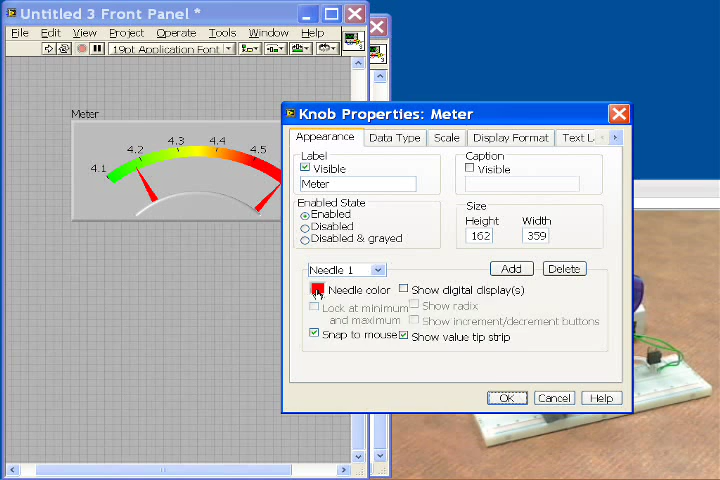 Untitled 3 Front Panel *
File Edit View Project Operate Tools Window Help
19pt Application Font
3
Meter
4.1 4.2 4.3 4.4 4.5
Knob Properties: Meter
Appearance Data Type Scale Display Format Text L
Label
Visible
Meter
Caption
Visible
Enabled State
Enabled
Disabled
Disabled & grayed
Size
Height Width
162 359
Needle 1 Add Delete
Needle color Show digital display(s)
Lock at minimum and maximum
Show radix
Show increment/decrement buttons
Snap to mouse Show value tip strip
OK Cancel Help